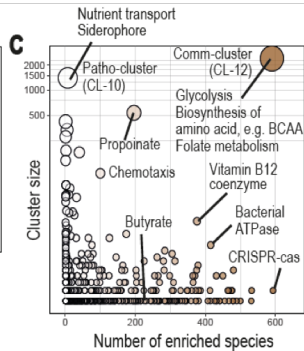 c
Nutrient transport
Siderophore
Patho-cluster
(CL-10)
Comm-cluster
(CL-12)
Glycolysis
Biosynthesis of
amino acid, e.g. BCAA
Folate metabolism
Propoinate
Chemotaxis
Vitamin B12
coenzyme
Butyrate
Bacterial
ATPase
CRISPR-cas
Cluster size
2000
1500
1000
500
0
200
400
600
Number of enriched species